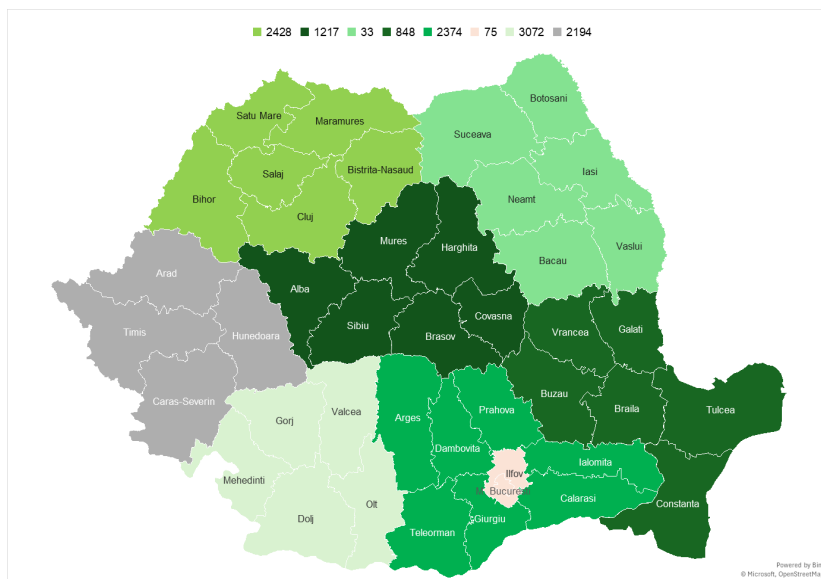 2428 1217 33 848 2374 75 3072 2194
Botosani
Satu Mare
Maramures
Suceava
Iasi
Salaj
Bistrita-Nasaud
Bihor
Neamt
Cluj
Mures
Harghita
Vaslui
Bacau
Arad
Alba
Covasna
Timis
Hunedoara
Sibiu
Brasov
Vrancea
Galati
Caras-Severin
Buzau
Braila
Tulcea
Valcea
Gorj
Arges
Prahova
Dambovita
Ialomita
Ilfov
Mehedinti
Calarasi
Olt
Constanta
Dolj
Teleorman
Giurgiu
Powered by Bin
© Microsoft, OpenStreetMa